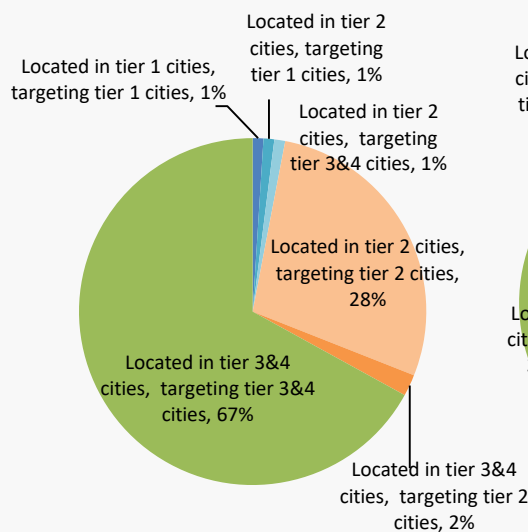 Located in tier 2
cities, targeting
tier 1 cities, 1%
Located in tier 1 cities,
targeting tier 1 cities, 1%
Located in tier 2
cities, targeting
tier 3&4 cities, 1%
Located in tier 2 cities,
targeting tier 2 cities,
28%
Located in tier 3&4
cities, targeting tier 3&4
cities, 67%
Located in tier 3&4
cities, targeting tier 2
cities, 2%